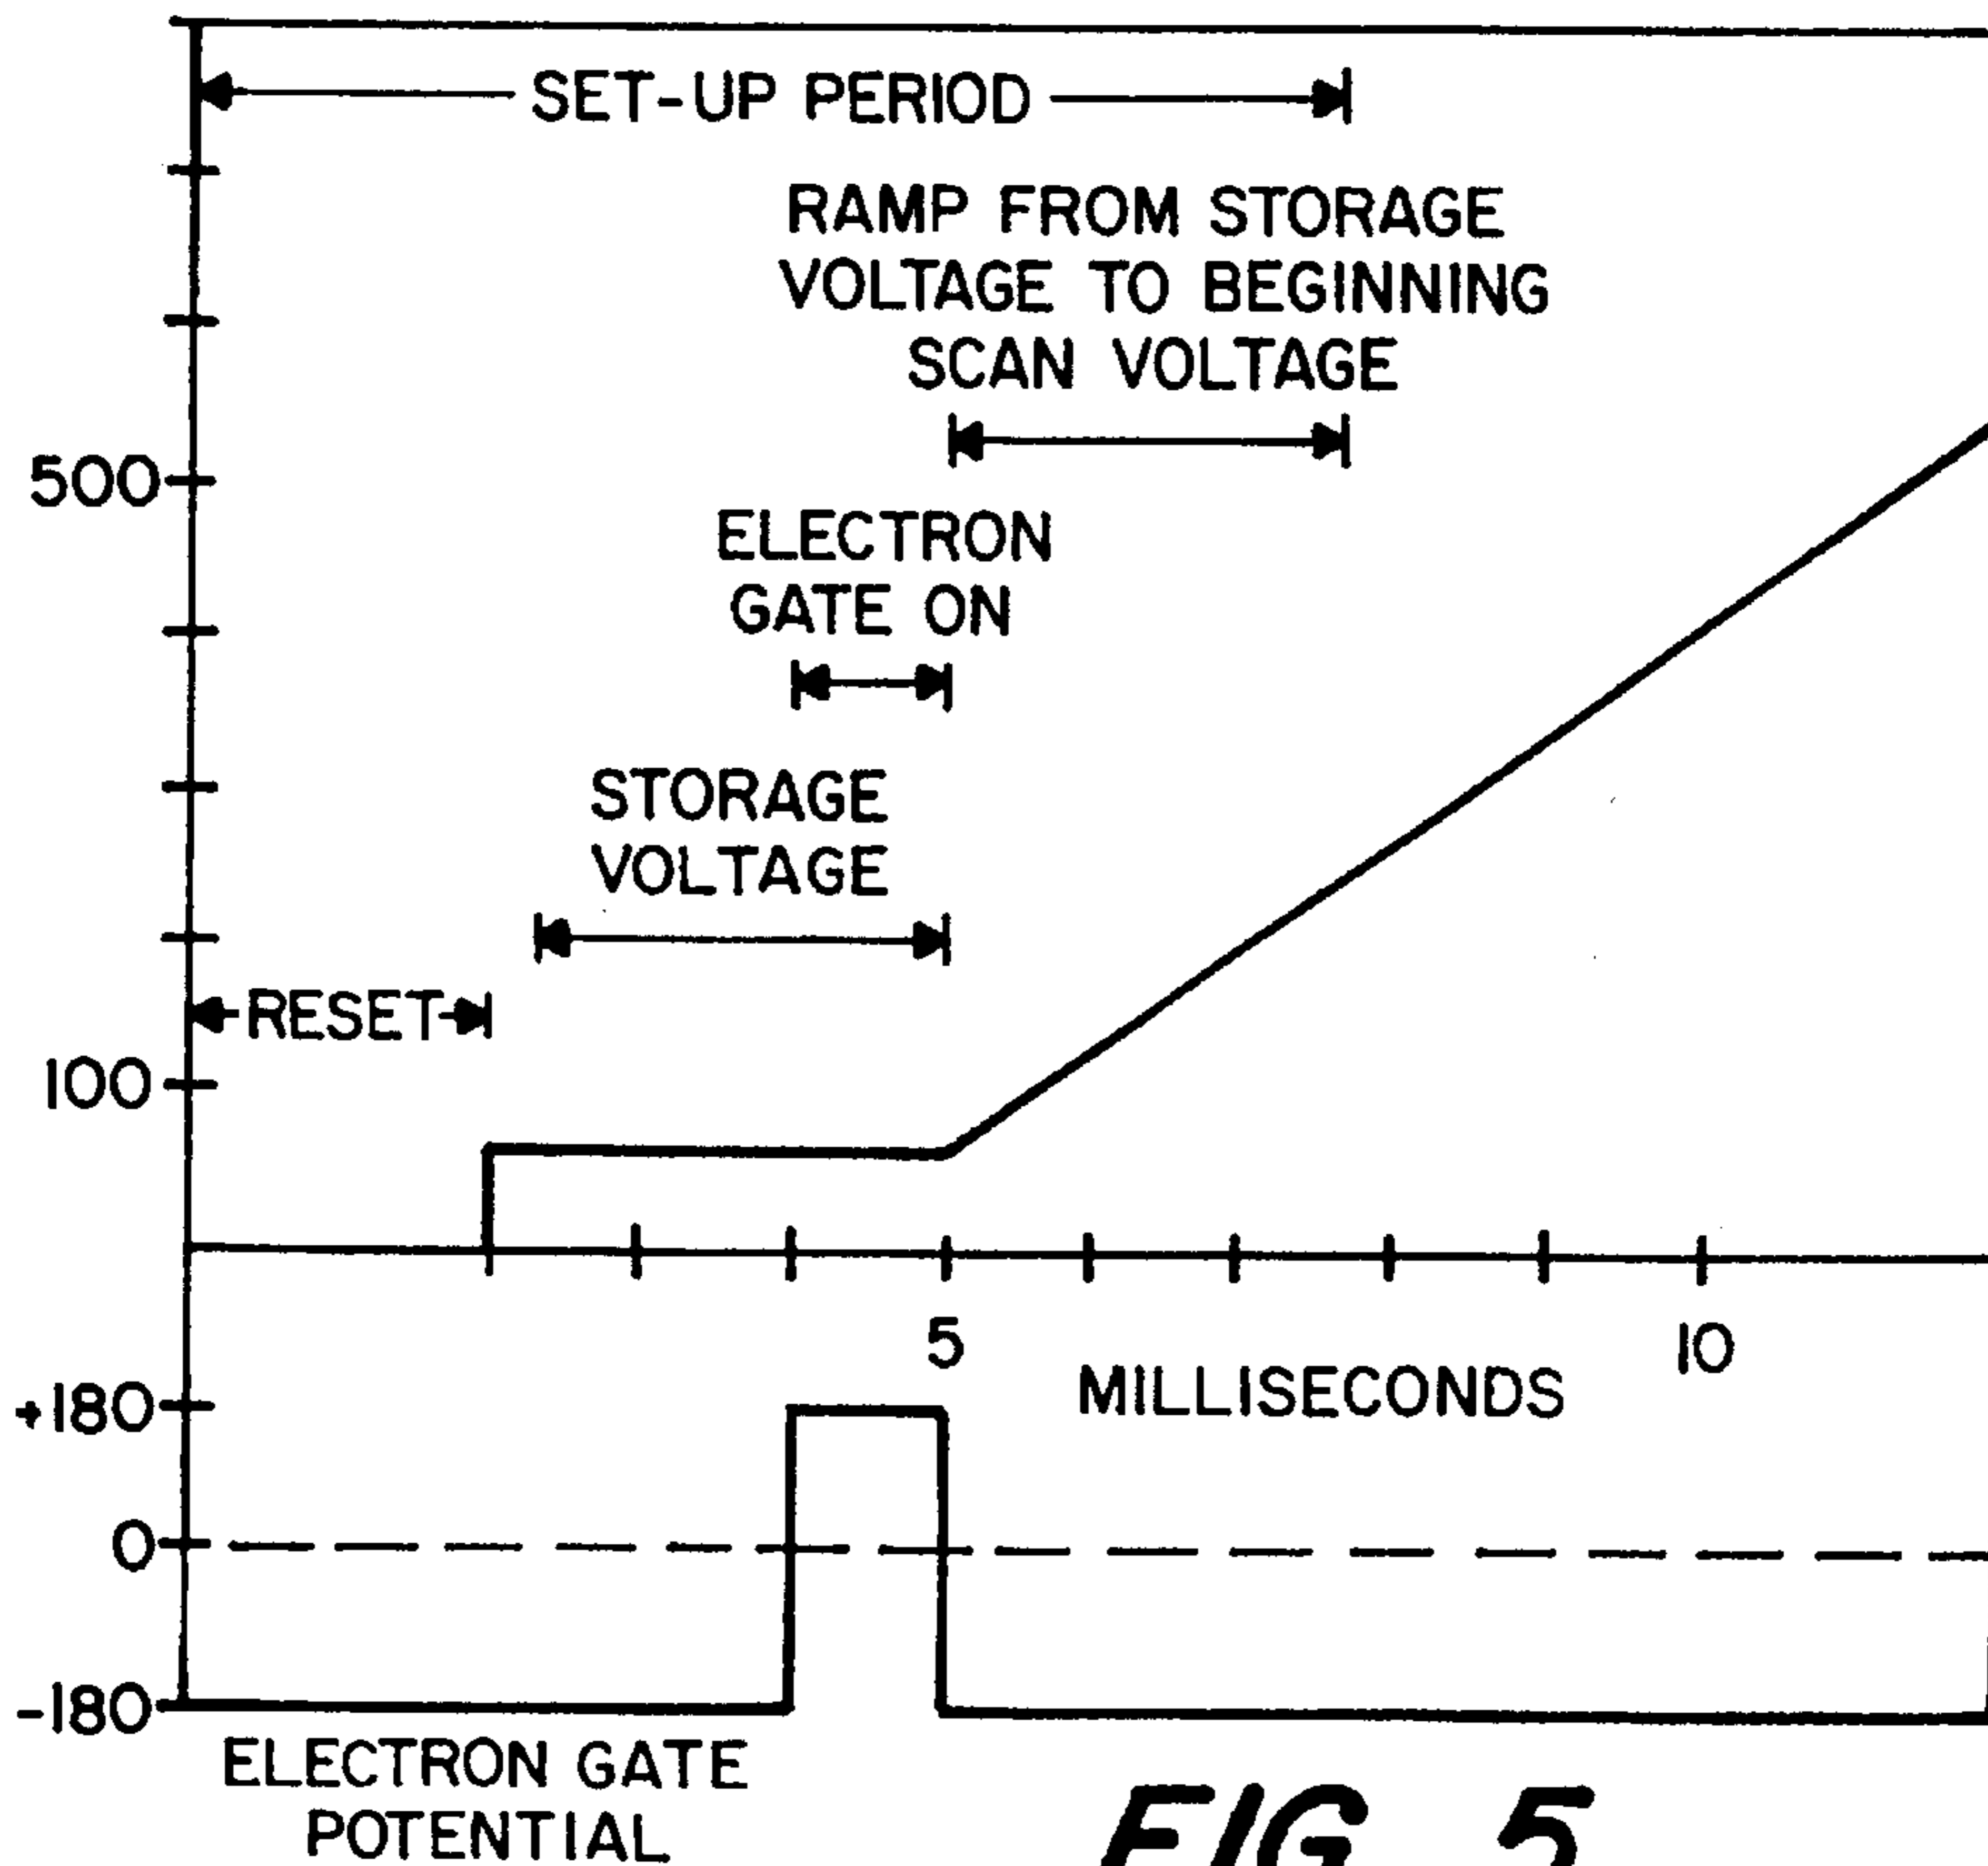 SET-UP PERIOD
RAMP FROM STORAGE
VOLTAGE TO BEGINNING
SCAN VOLTAGE
500
ELECTRON
GATE ON
STORAGE
VOLTAGE
RESET
100
5
10
MILLISECONDS
+180
0
-180
ELECTRON GATE
POTENTIAL
FIG. 5